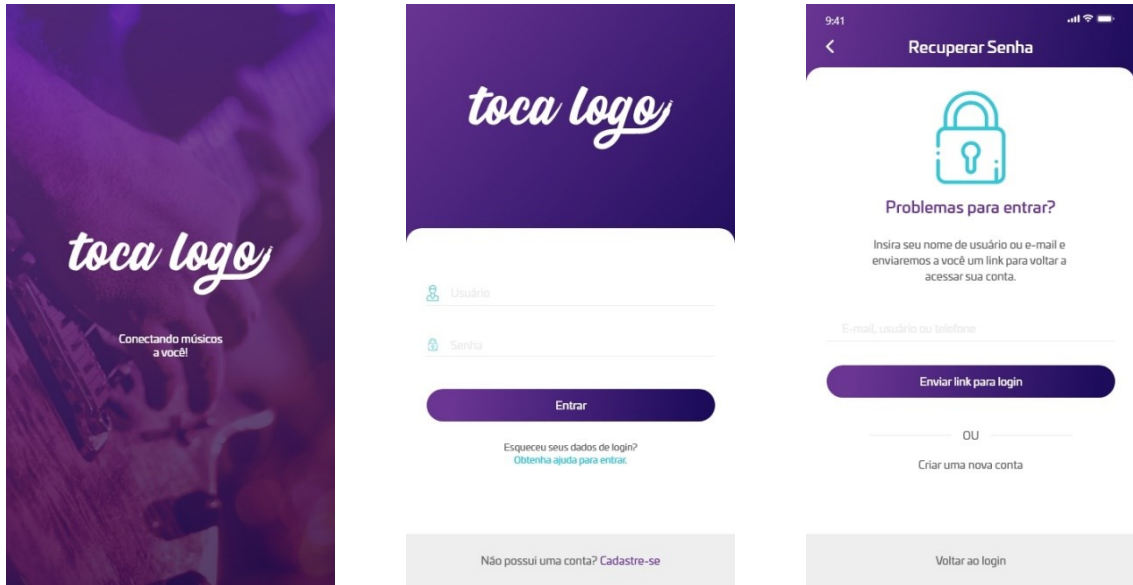 toca logo
Conectando músicos
a você!
toca logo
Usuário
Senha
Entrar
Esqueceu seus dados de login?
Obtenha ajuda para entrar.
Não possui uma conta? Cadastre-se
9:41
Recuperar Senha
Problemas para entrar?
Insira seu nome de usuário ou e-mail e
enviaremos a você um link para voltar a
acessar sua conta.
E-mail, usuário ou telefone
Enviar link para login
OU
Criar uma nova conta
Voltar ao login